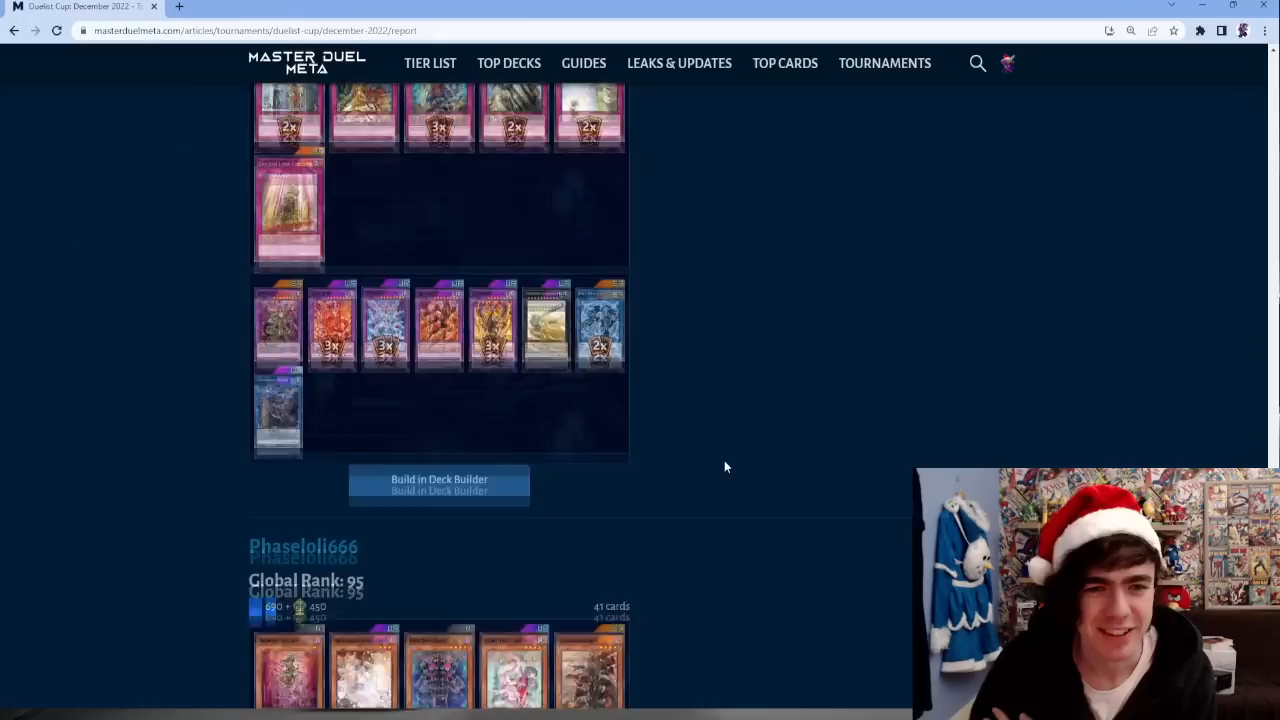 Duelist Cup: December 2022 - To
masterduelmeta.com/articles/tournaments/duelist-cup/december-2022/report
MASTER DUEL
META
TIER LIST
TOP DECKS
GUIDES
LEAKS & UPDATES
TOP CARDS
TOURNAMENTS
2x
3x
2x
2x
3x
3x
3x
2x
Build in Deck Builder
Phaseloli666
Global Rank: 95
690 + 450
41 cards